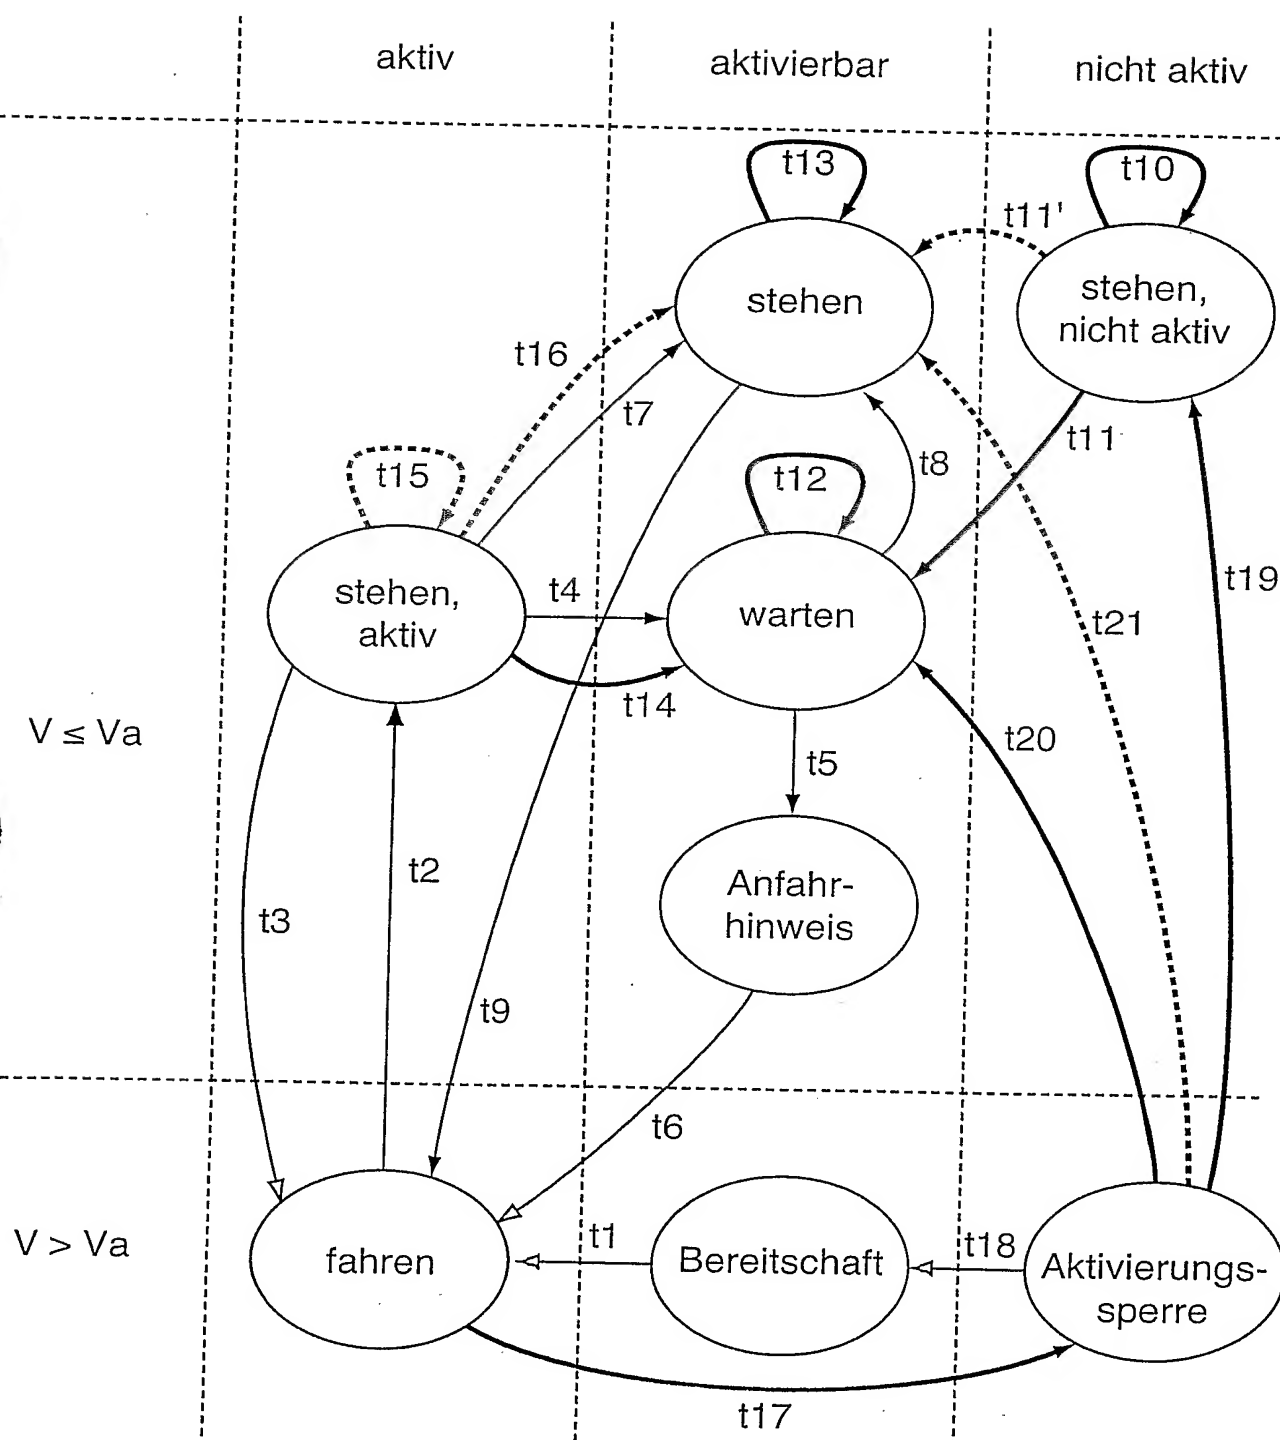 aktiv
aktivierbar
nicht aktiv
t13
t10
t11'
stehen
stehen,
nicht aktiv
t16
t7
t11
t15
t12
t8
t19
stehen,
aktiv
t4
warten
t21
t14
V ≤ Va
t20
t5
t2
Anfahr-
hinweis
t3
t9
t6
V > Va
fahren
t1
Bereitschaft
t18
Aktivierungs-
sperre
t17